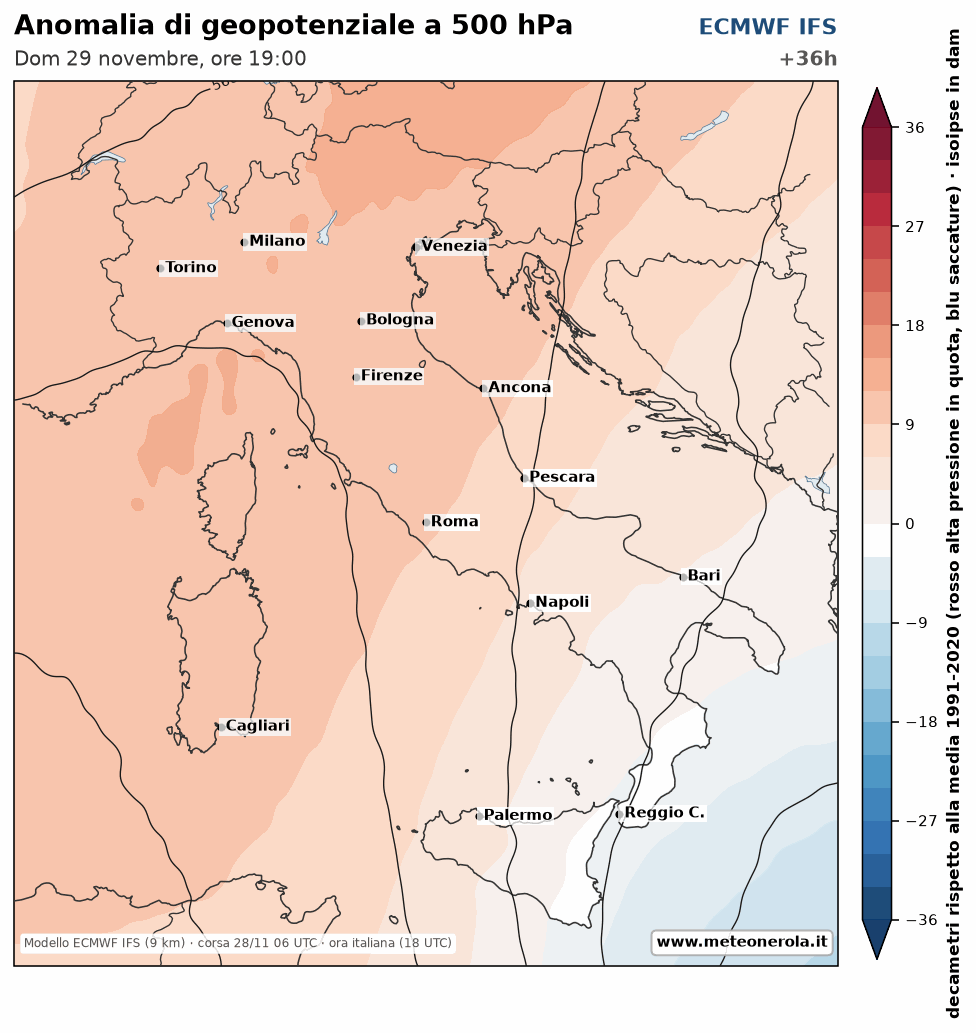 Anomalia di geopotenziale a 500 hPa
ECMWF IFS
Dom 29 novembre, ore 19:00
+36h
Milano
Venezia
Torino
Genova
Bologna
Firenze
Ancona
Pescara
Roma
Bari
Napoli
Cagliari
Palermo
Reggio C.
Modello ECMWF IFS (9 km) · corsa 28/11 06 UTC · ora italiana (18 UTC)
www.meteonerola.it
36
27
18
9
0
−9
−18
−27
−36
decametri rispetto alla media 1991-2020 (rosso alta pressione in quota, blu saccature) · isoipse in dam